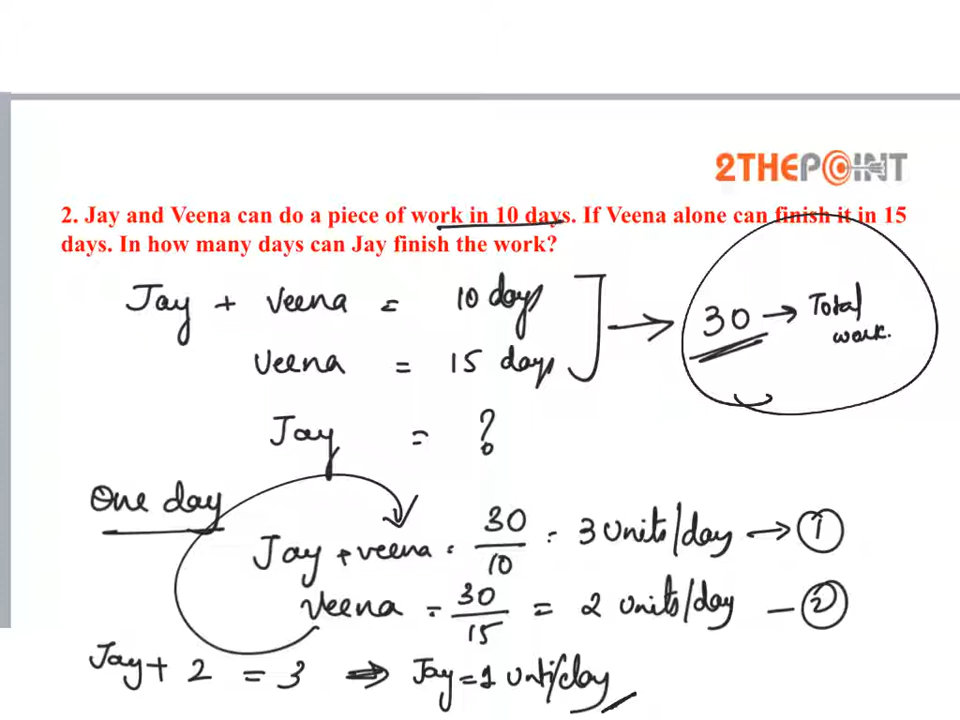 2THEPOINT
2. Jay and Veena can do a piece of work in 10 days. If Veena alone can finish it in 15
days. In how many days can Jay finish the work?
Jay + Veena = 10 days
Veena = 15 days
30 → Total work.
Jay = ?
One day
Jay + veena = 30/10 = 3 units/day → ①
Veena = 30/15 = 2 units/day – ②
Jay + 2 = 3 ⇒ Jay = 1 unti/day